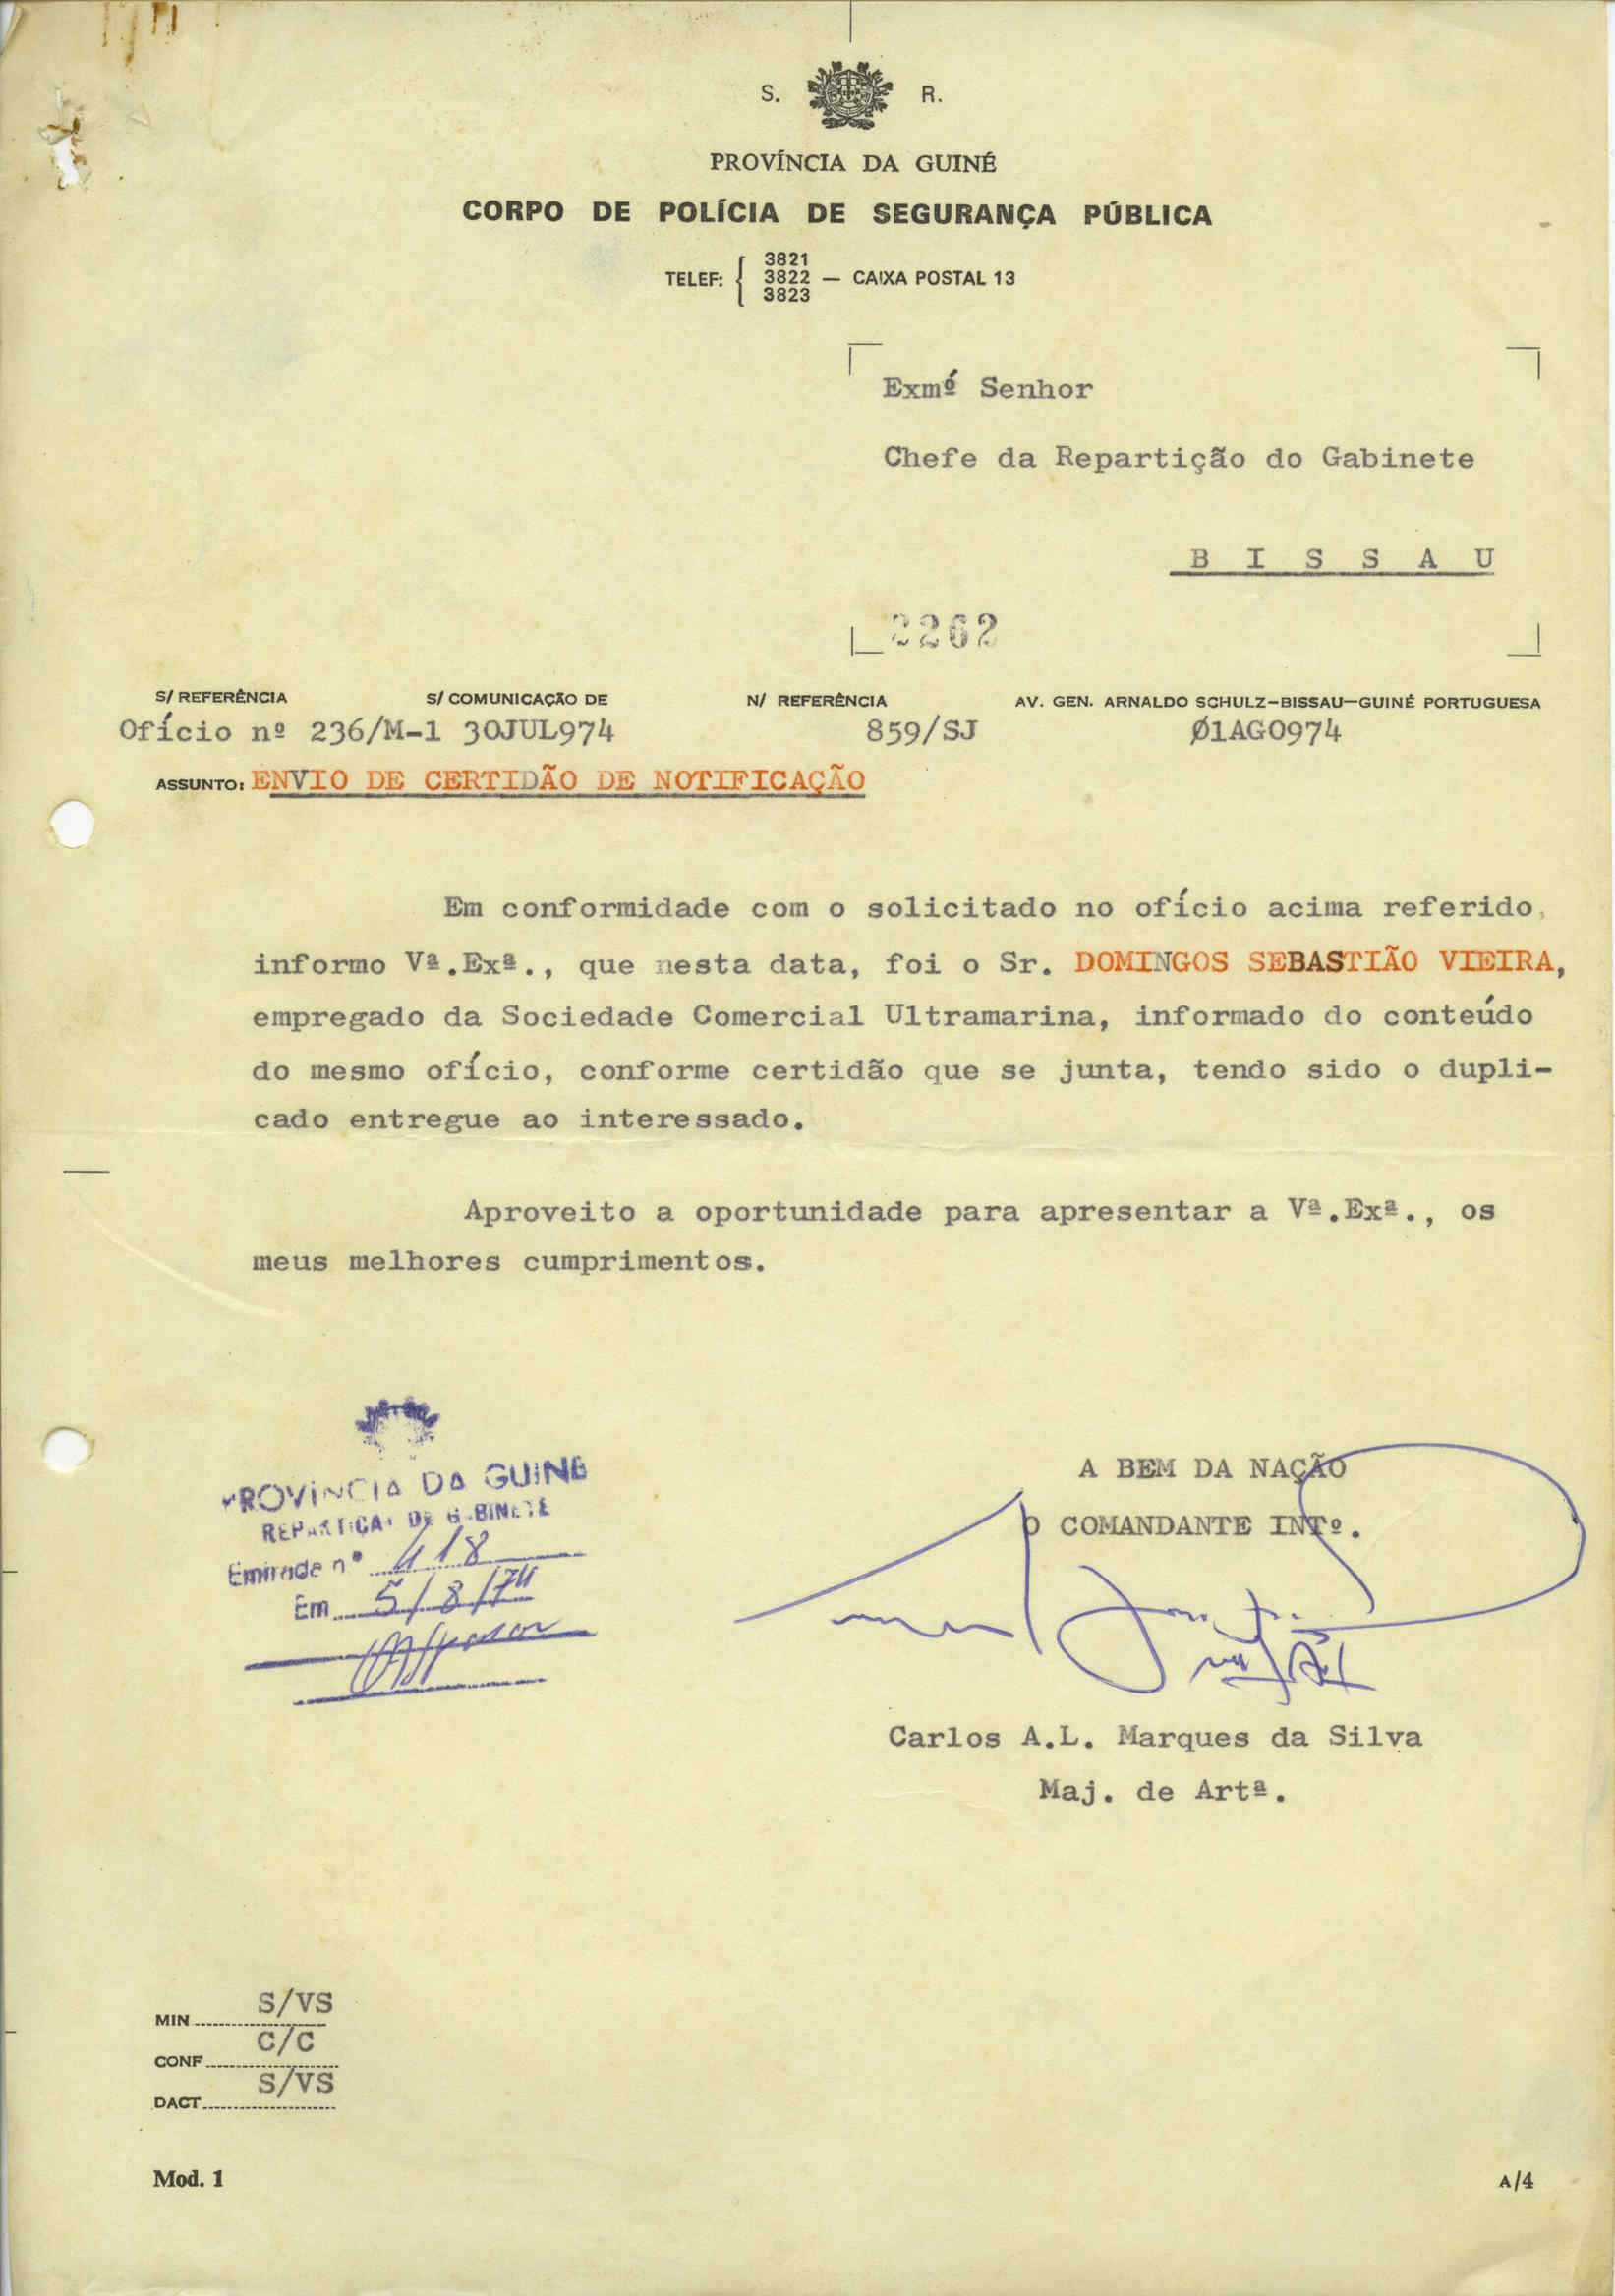 S. R.
PROVÍNCIA DA GUINÉ
CORPO DE POLÍCIA DE SEGURANÇA PÚBLICA
3821
TELEF: 3822 — CAIXA POSTAL 13
3823
Exmº Senhor
Chefe da Repartição do Gabinete
B I S S A U
2262
S/ REFERÊNCIA S/ COMUNICAÇÃO DE N/ REFERÊNCIA AV. GEN. ARNALDO SCHULZ-BISSAU-GUINÉ PORTUGUESA
Ofício nº 236/M-1 30JUL974 859/SJ Ø1AGO974
ASSUNTO: ENVIO DE CERTIDÃO DE NOTIFICAÇÃO
Em conformidade com o solicitado no ofício acima referido,
informo Vª.Exª., que nesta data, foi o Sr. DOMINGOS SEBASTIÃO VIEIRA,
empregado da Sociedade Comercial Ultramarina, informado do conteúdo
do mesmo ofício, conforme certidão que se junta, tendo sido o dupli-
cado entregue ao interessado.
Aproveito a oportunidade para apresentar a Vª.Exª., os
meus melhores cumprimentos.
A BEM DA NAÇÃO
O COMANDANTE INTº.
PROVÍNCIA DA GUINÉ
REPARTIÇÃO DE GABINETE
nº 418
Em 5/8/74
Carlos A.L. Marques da Silva
Maj. de Artª.
MIN S/VS
CONF C/C
DACT S/VS
Mod. 1 A/4